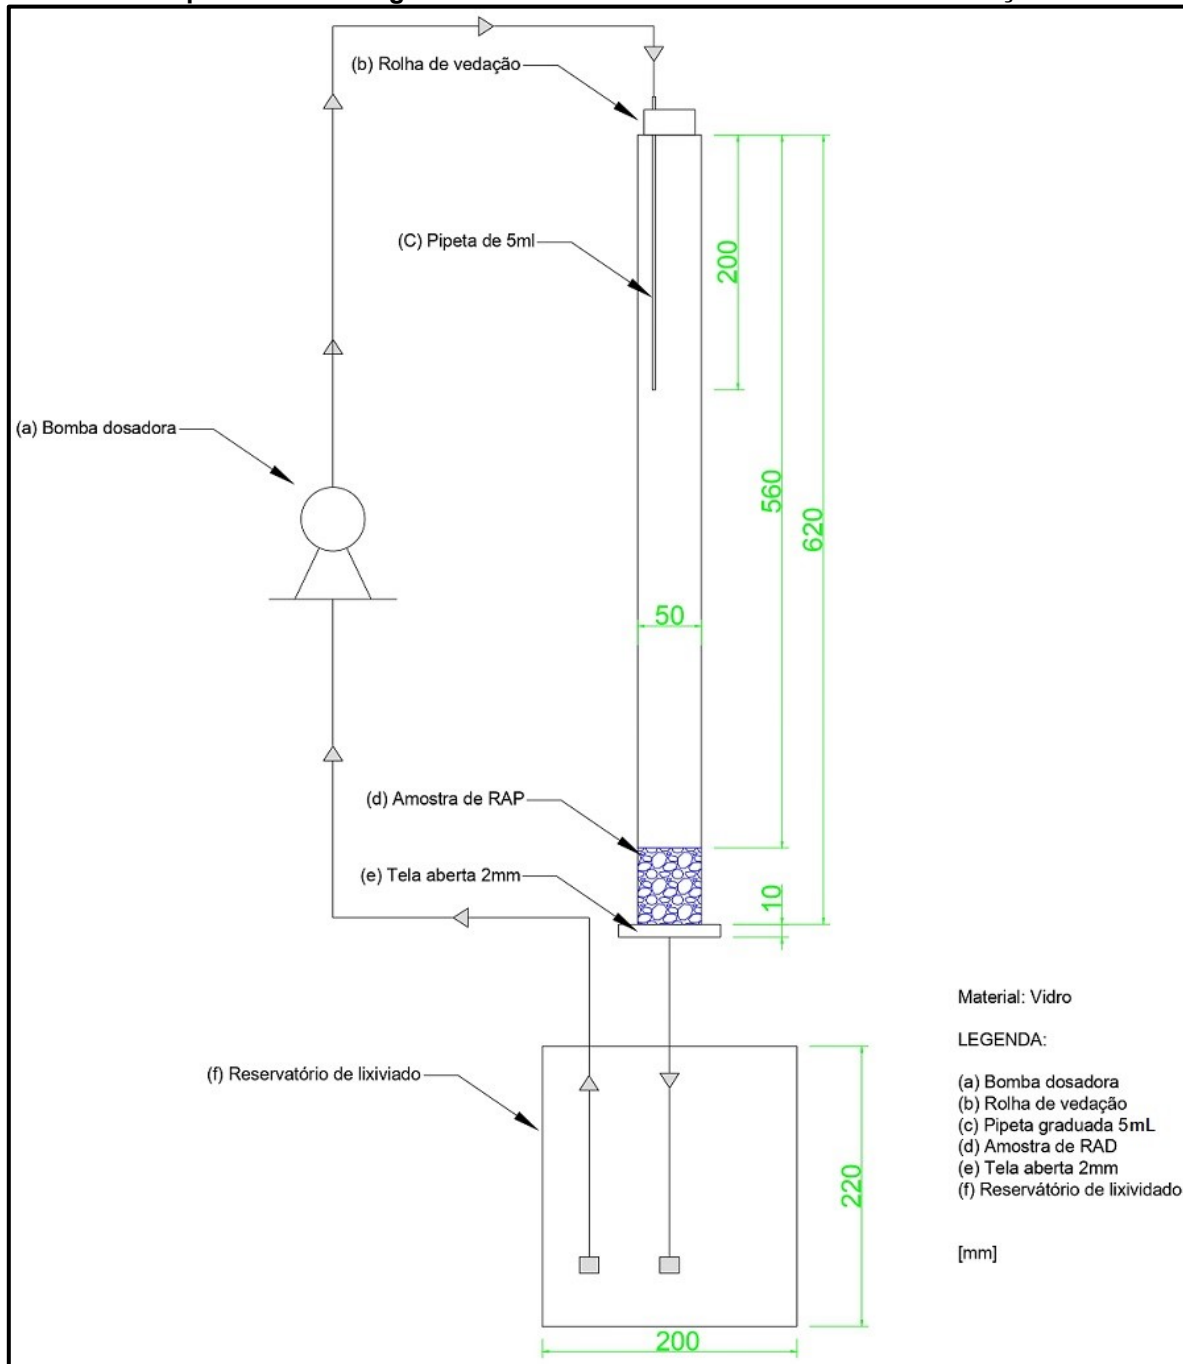 (b) Rolha de vedação
(C) Pipeta de 5ml
200
(a) Bomba dosadora
560
620
50
(d) Amostra de RAP
(e) Tela aberta 2mm
10
(f) Reservatório de lixiviado
220
200
Material: Vidro
LEGENDA:
(a) Bomba dosadora
(b) Rolha de vedação
(c) Pipeta graduada 5mL
(d) Amostra de RAD
(e) Tela aberta 2mm
(f) Reservátório de lixividado
[mm]